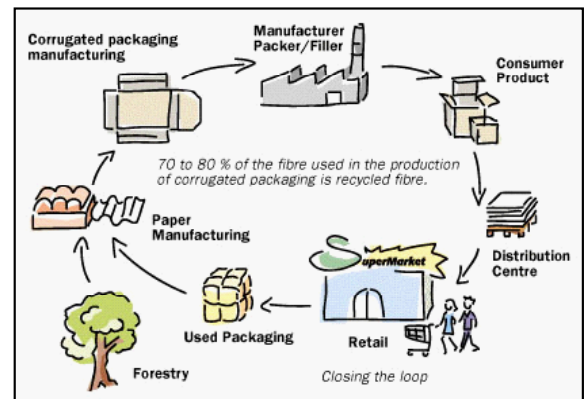 Corrugated packaging
manufacturing
Manufacturer
Packer/Filler
Consumer
Product
70 to 80 % of the fibre used in the production
of corrugated packaging is recycled fibre.
Paper
Manufacturing
SuperMarket
Distribution
Centre
Used Packaging
Retail
Forestry
Closing the loop